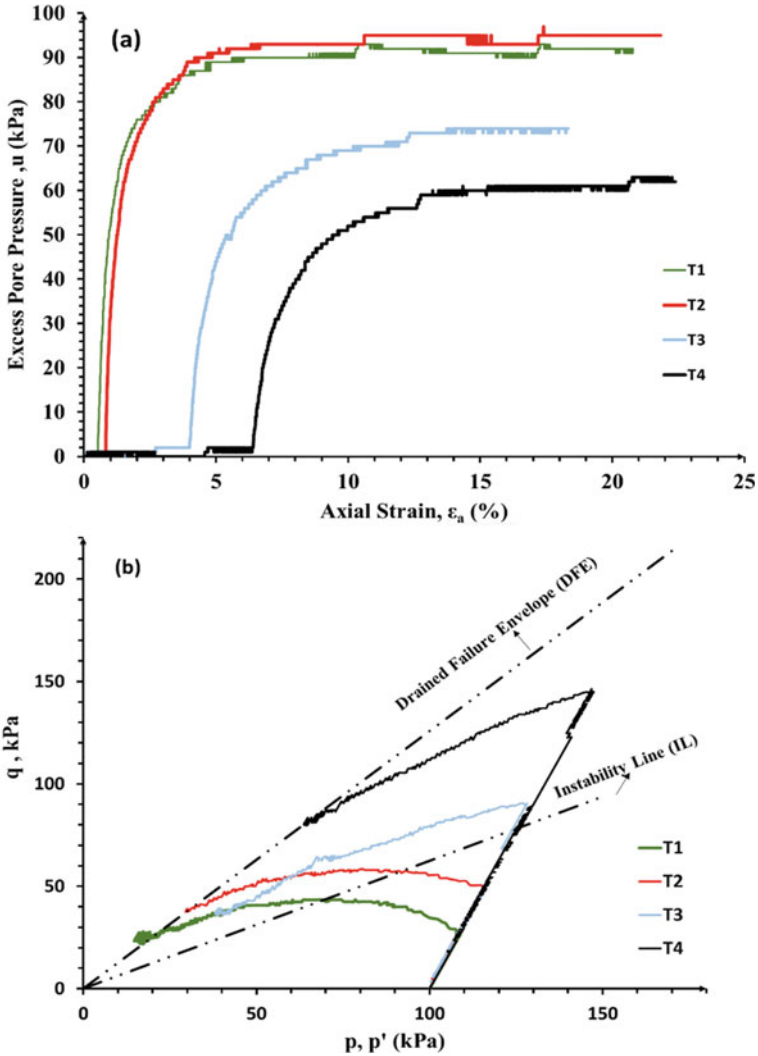 (a)
Excess Pore Pressure ,u (kPa)
100
90
80
70
60
50
40
30
20
10
0
T1
T2
T3
T4
0 5 10 15 20 25
Axial Strain, εa (%)
(b)
q , kPa
200
150
100
50
0
Drained Failure Envelope (DFE)
Instability Line (IL)
T1
T2
T3
T4
0 50 100 150
p, p' (kPa)